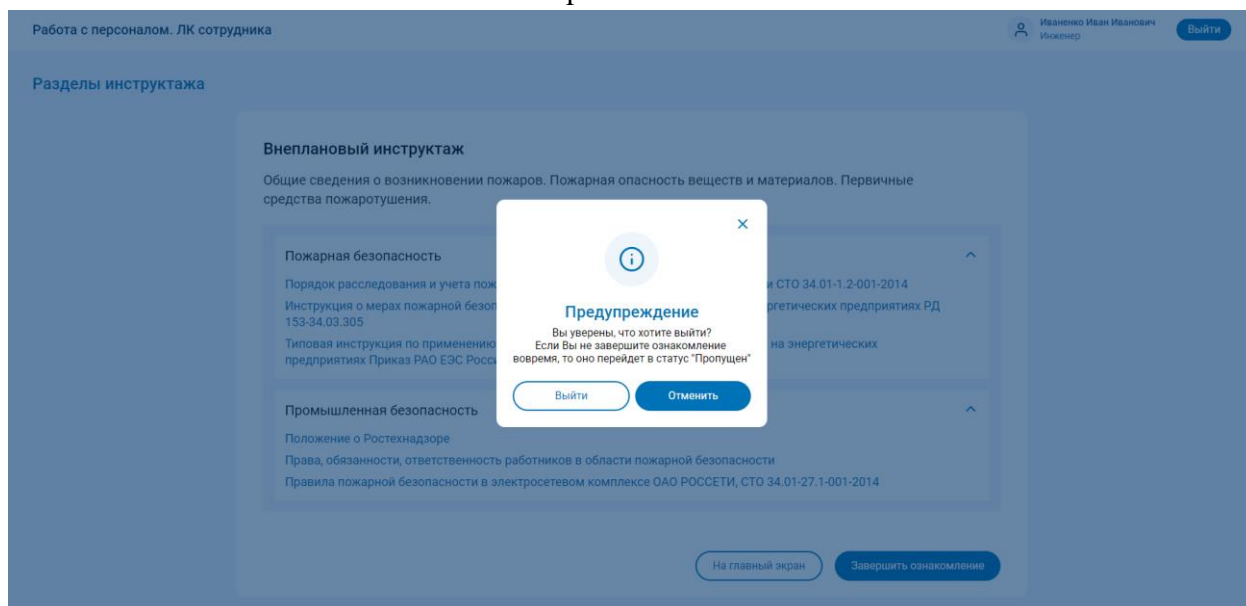 Работа с персоналом. ЛК сотрудника
Иваненко Иван Иванович
Инженер
Выйти
Разделы инструктажа
Внеплановый инструктаж
Общие сведения о возникновении пожаров. Пожарная опасность веществ и материалов. Первичные
средства пожаротушения.
Пожарная безопасность
Порядок расследования и учета пож
и СТО 34.01-1.2-001-2014
Инструкция о мерах пожарной безоп
ргетических предприятиях РД
153-34.03.305
Типовая инструкция по применению
на энергетических
предприятиях Приказ РАО ЕЭС Росси
Предупреждение
Вы уверены, что хотите выйти?
Если Вы не завершите ознакомление
вовремя, то оно перейдет в статус "Пропущен"
Выйти
Отменить
Промышленная безопасность
Положение о Ростехнадзоре
Права, обязанности, ответственность работников в области пожарной безопасности
Правила пожарной безопасности в электросетевом комплексе ОАО РОССЕТИ, СТО 34.01-27.1-001-2014
На главный экран
Завершить ознакомление